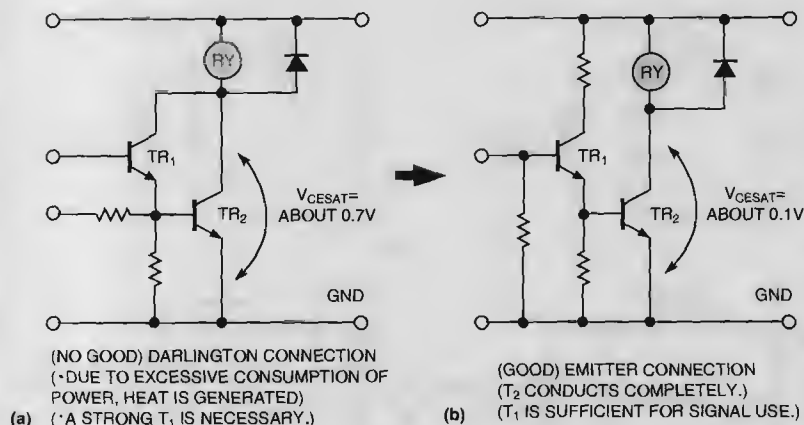 RY
TR1
TR2
VCESAT=
ABOUT 0.7V
GND
(NO GOOD) DARLINGTON CONNECTION
(•DUE TO EXCESSIVE CONSUMPTION OF
POWER, HEAT IS GENERATED)
(a) (•A STRONG T1 IS NECESSARY.)
RY
TR1
TR2
VCESAT=
ABOUT 0.1V
GND
(GOOD) EMITTER CONNECTION
(T2 CONDUCTS COMPLETELY.)
(b) (T1 IS SUFFICIENT FOR SIGNAL USE.)